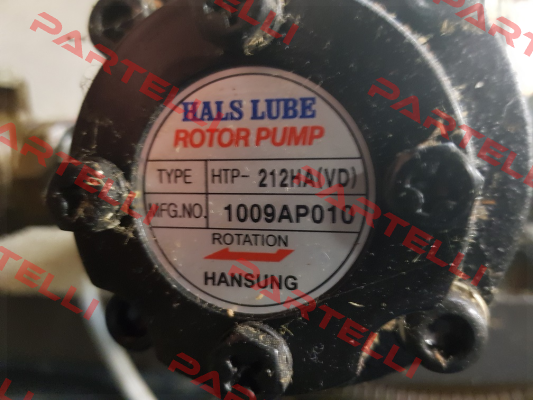 HALS LUBE
ROTOR PUMP
TYPE HTP- 212HA(VD)
MFG.NO. 1009AP010
ROTATION
HANSUNG
PARTELLI
PARTELLI
PARTELLI
PARTELLI
PARTELLI
PARTELLI
PARTELLI